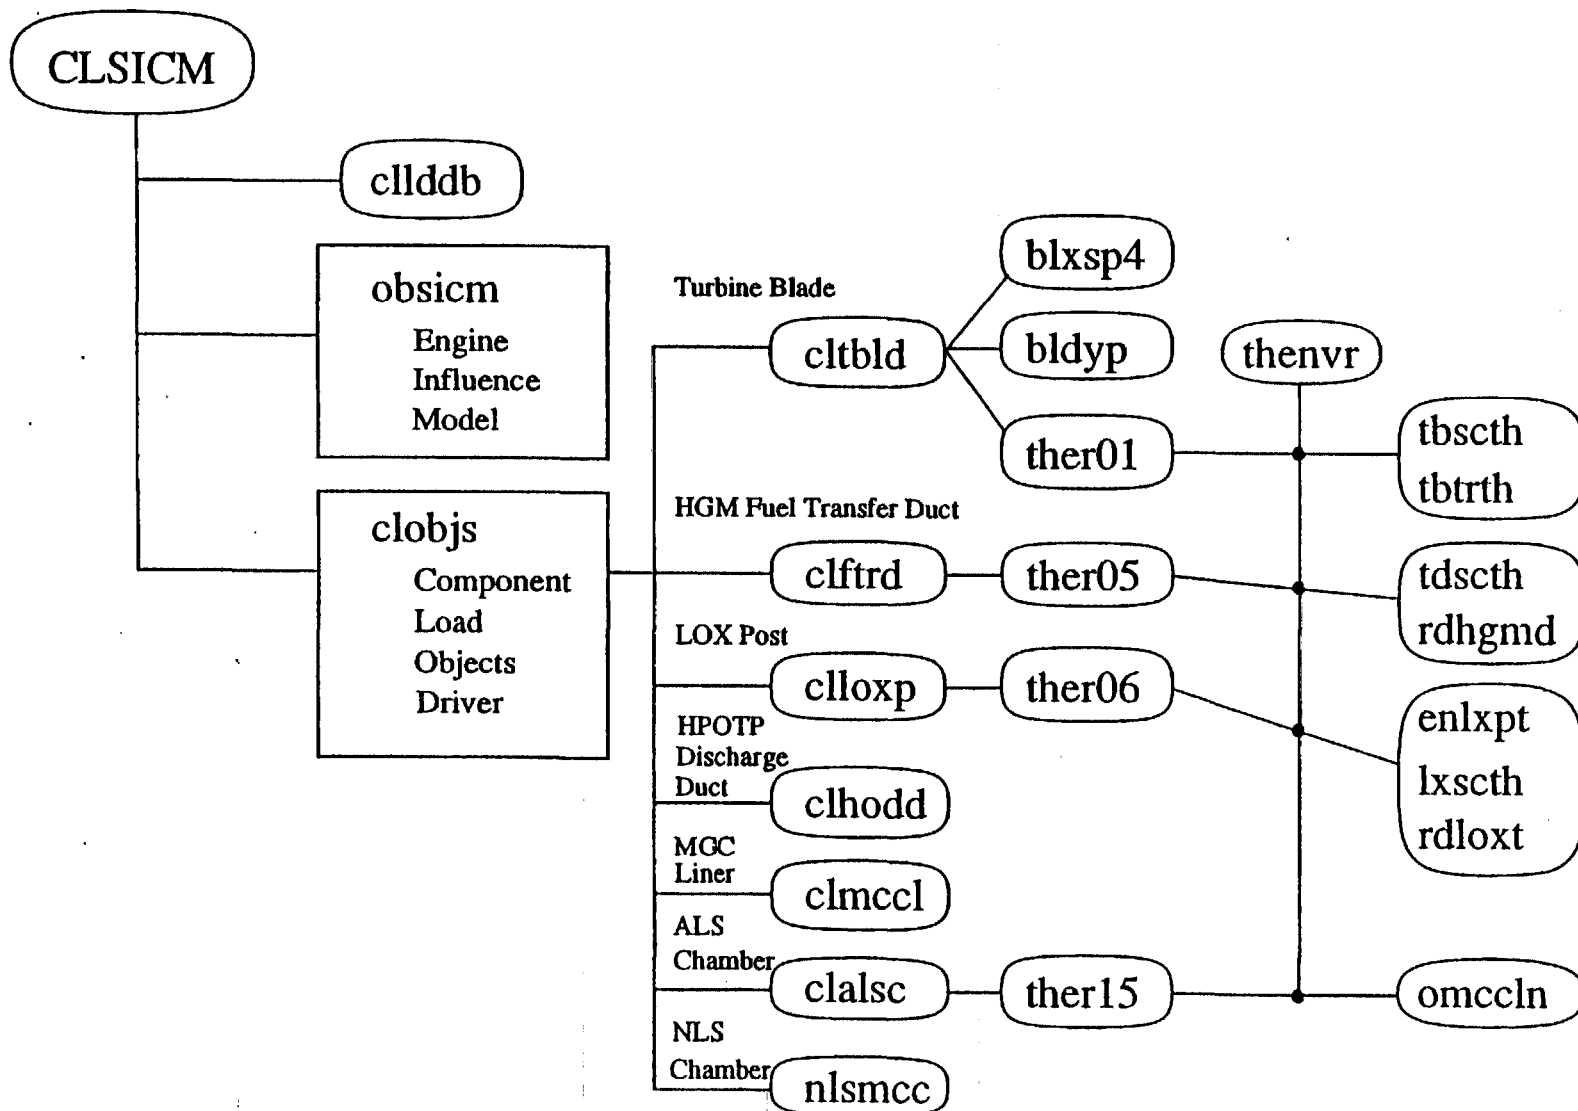 CLSICM
cllddb
obsicm
Engine
Influence
Model
clobjs
Component
Load
Objects
Driver
Turbine Blade
cltbld
blxsp4
bldyp
ther01
thenvr
tbscth
tbtrth
HGM Fuel Transfer Duct
clftrd
ther05
tdscth
rdhgmd
LOX Post
clloxp
ther06
enlxpt
lxscth
rdloxt
HPOTP
Discharge
Duct
clhodd
MGC
Liner
clmccl
ALS
Chamber
clalsc
ther15
omccln
NLS
Chamber
nlsmcc